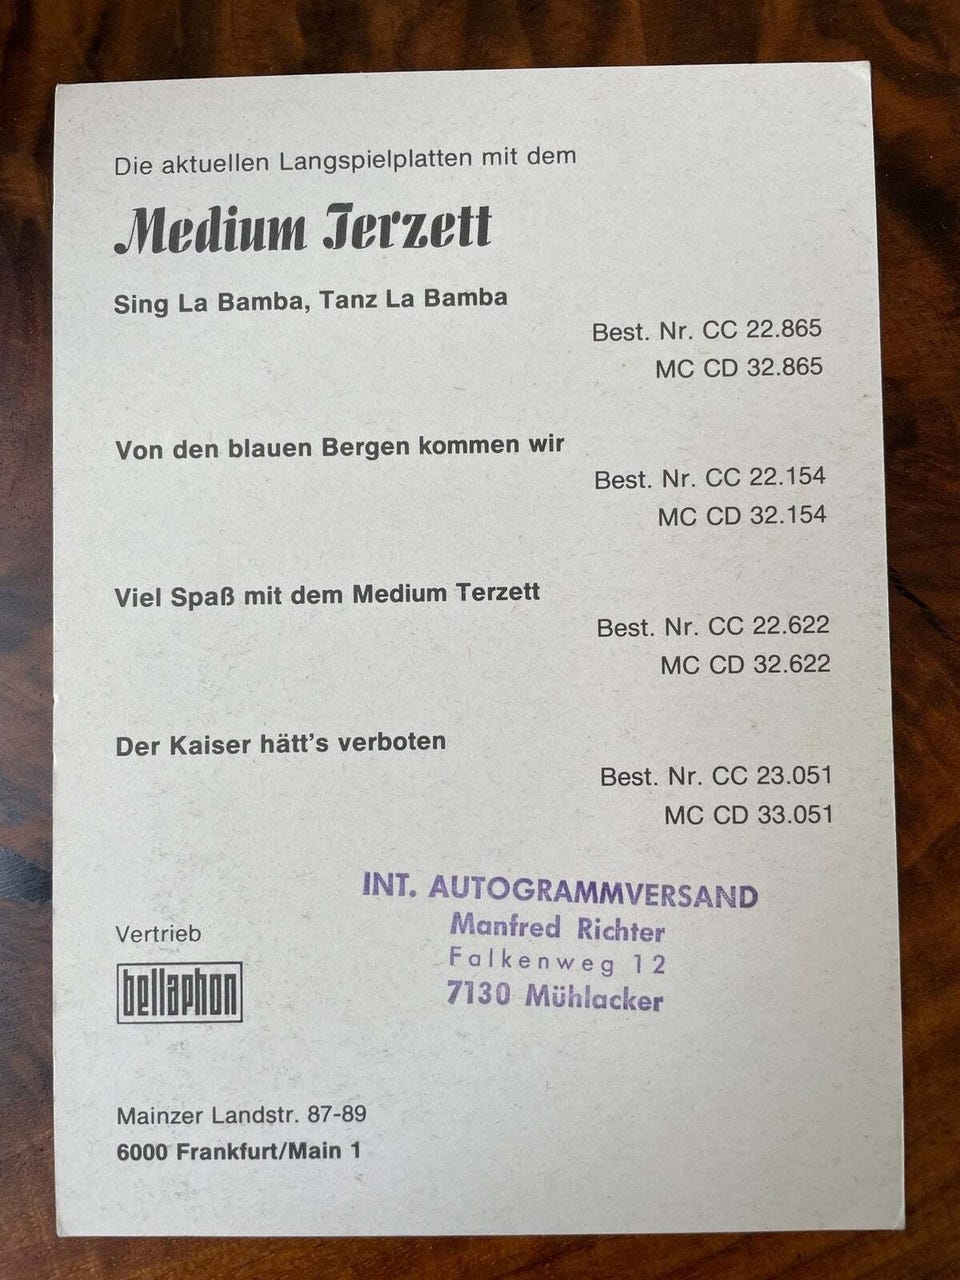 Die aktuellen Langspielplatten mit dem
Medium Terzett
Sing La Bamba, Tanz La Bamba
Best. Nr. CC 22.865
MC CD 32.865
Von den blauen Bergen kommen wir
Best. Nr. CC 22.154
MC CD 32.154
Viel Spaß mit dem Medium Terzett
Best. Nr. CC 22.622
MC CD 32.622
Der Kaiser hätt's verboten
Best. Nr. CC 23.051
MC CD 33.051
INT. AUTOGRAMMVERSAND
Manfred Richter
Falkenweg 12
7130 Mühlacker
Vertrieb
bellaphon
Mainzer Landstr. 87-89
6000 Frankfurt/Main 1